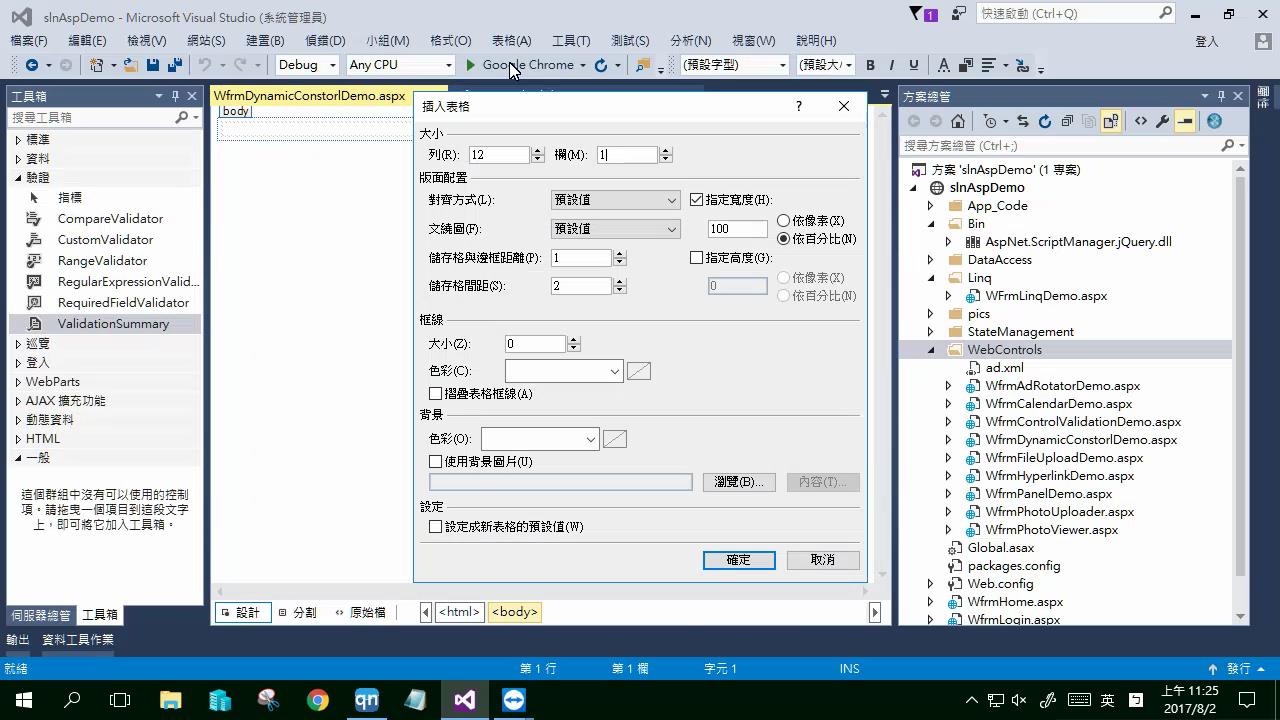 slnAspDemo - Microsoft Visual Studio (系統管理員)
1
快速啟動 (Ctrl+Q)
檔案(F) 編輯(E) 檢視(V) 網站(S) 建置(B) 偵錯(D) 小組(M) 格式(O) 表格(A) 工具(T) 測試(S) 分析(N) 視窗(W) 說明(H)
登入
Debug Any CPU Google Chrome (預設字型) (預設大 B I U A
工具箱
搜尋工具箱
標準
資料
驗證
指標
CompareValidator
CustomValidator
RangeValidator
RegularExpressionValid...
RequiredFieldValidator
ValidationSummary
巡覽
登入
WebParts
AJAX 擴充功能
動態資料
HTML
一般
這個群組中沒有可以使用的控制
項。請拖曳一個項目到這段文字
上，即可將它加入工具箱。
伺服器總管 工具箱
輸出 資料工具作業
WfrmDynamicConstorlDemo.aspx
body
插入表格
?
大小
列(R): 12 欄(M): 1
版面配置
對齊方式(L): 預設值 指定寬度(H):
文繞圖(F): 預設值 100 依像素(X)
依百分比(N)
儲存格與邊框距離(P): 1 指定高度(G):
儲存格間距(S): 2 0 依像素(X)
依百分比(N)
框線
大小(Z): 0
色彩(C):
摺疊表格框線(A)
背景
色彩(O):
使用背景圖片(U)
瀏覽(B)... 內容(T)...
設定
設定成新表格的預設值(W)
確定 取消
設計 分割 原始檔 <html> <body>
方案總管
搜尋方案總管 (Ctrl+;)
方案 'slnAspDemo' (1 專案)
slnAspDemo
App_Code
Bin
AspNet.ScriptManager.jQuery.dll
DataAccess
Linq
WFrmLinqDemo.aspx
pics
StateManagement
WebControls
ad.xml
WfrmAdRotatorDemo.aspx
WfrmCalendarDemo.aspx
WfrmControlValidationDemo.aspx
WfrmDynamicConstorlDemo.aspx
WfrmFileUploadDemo.aspx
WfrmHyperlinkDemo.aspx
WfrmPanelDemo.aspx
WfrmPhotoUploader.aspx
WfrmPhotoViewer.aspx
Global.asax
packages.config
Web.config
WfrmHome.aspx
WfrmLogin.aspx
就緒 第 1 行 第 1 欄 字元 1 INS 發行
qn
英
上午 11:25
2017/8/2